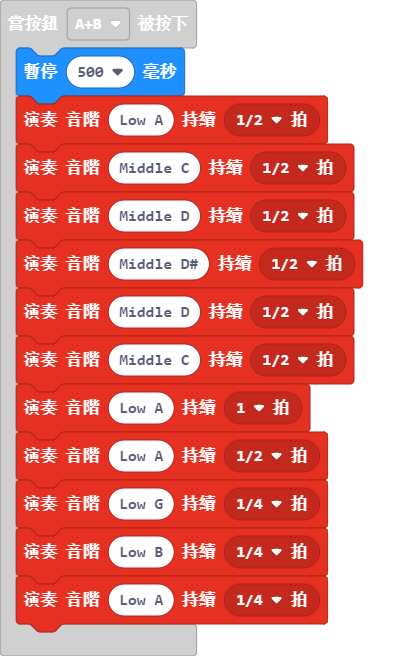 當按鈕 A+B 被按下
暫停 500 毫秒
演奏 音階 Low A 持續 1/2 拍
演奏 音階 Middle C 持續 1/2 拍
演奏 音階 Middle D 持續 1/2 拍
演奏 音階 Middle D# 持續 1/2 拍
演奏 音階 Middle D 持續 1/2 拍
演奏 音階 Middle C 持續 1/2 拍
演奏 音階 Low A 持續 1 拍
演奏 音階 Low A 持續 1/2 拍
演奏 音階 Low G 持續 1/4 拍
演奏 音階 Low B 持續 1/4 拍
演奏 音階 Low A 持續 1/4 拍